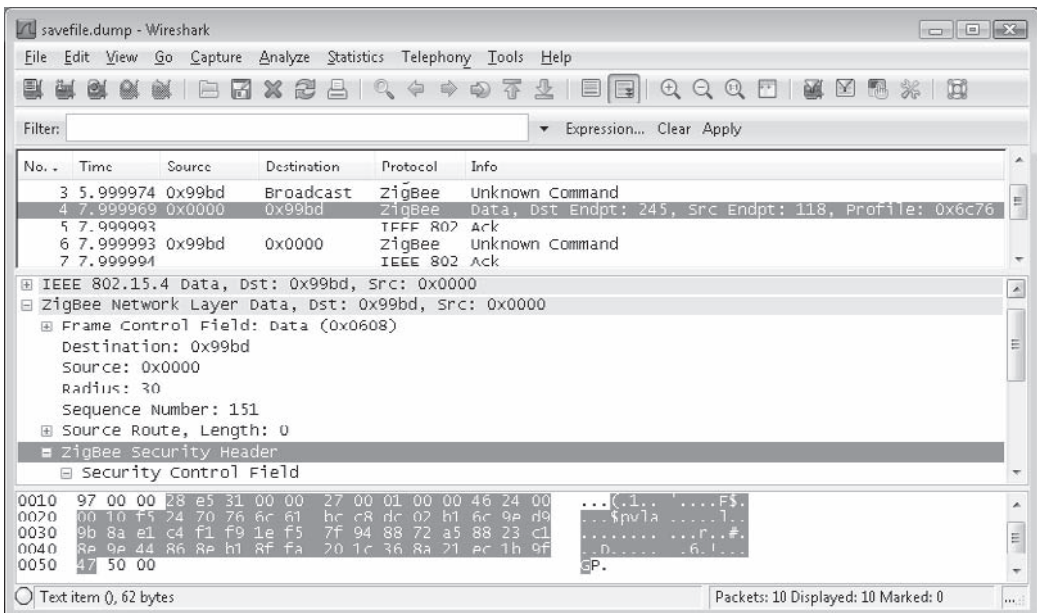 savefile.dump - Wireshark
File Edit View Go Capture Analyze Statistics Telephony Tools Help
Filter: Expression... Clear Apply
No. . Time Source Destination Protocol Info
3 5.999974 0x99bd Broadcast ZigBee Unknown Command
4 7.999969 0x0000 0x99bd ZigBee Data, Dst Endpt: 245, Src Endpt: 118, Profile: 0x6c76
5 7.999993 IEEE 802 Ack
6 7.999993 0x99bd 0x0000 ZigBee Unknown Command
7 7.999994 IEEE 802 Ack
IEEE 802.15.4 Data, Dst: 0x99bd, Src: 0x0000
ZigBee Network Layer Data, Dst: 0x99bd, Src: 0x0000
Frame Control Field: Data (0x0608)
Destination: 0x99bd
Source: 0x0000
Radius: 30
Sequence Number: 151
Source Route, Length: 0
ZigBee Security Header
Security Control Field
0010 97 00 00 28 e5 31 00 00 27 00 01 00 00 46 24 00 ...(.1.. '....F$.
0020 00 10 f5 24 70 76 6c 61 bc c8 dc 02 b1 6c 9e d9 ...$pvla .....l..
0030 9b 8a e1 c4 f1 f9 1e f5 7f 94 88 72 a5 88 23 c1 ........ ...r..#.
0040 8e 9e 44 86 8e b1 8f fa 20 1c 36 8a 21 ec 1b 9f ..D..... .6.!...
0050 47 50 00 GP.
Text item (), 62 bytes
Packets: 10 Displayed: 10 Marked: 0